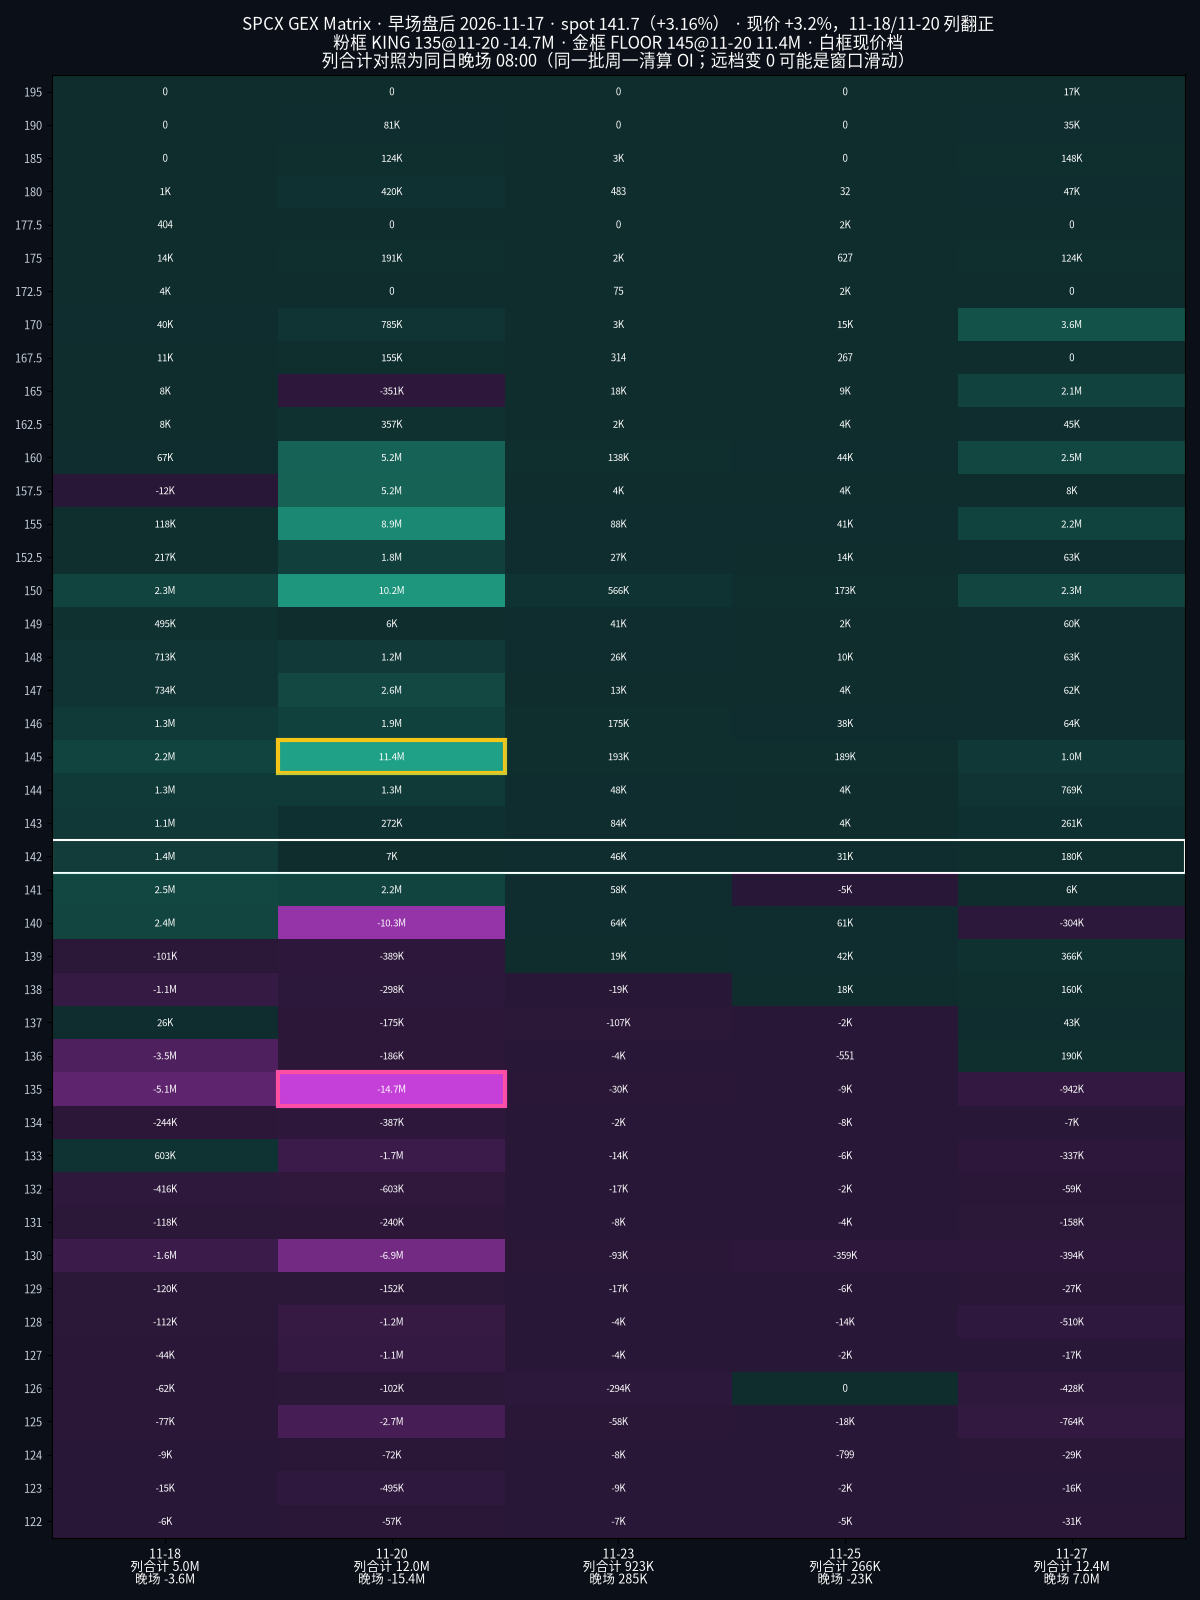 SPCX GEX Matrix · 早场盘后 2026-11-17 · spot 141.7（+3.16%） · 现价 +3.2%，11-18/11-20 列翻正
粉框 KING 135@11-20 -14.7M · 金框 FLOOR 145@11-20 11.4M · 白框现价档
列合计对照为同日晚场 08:00（同一批周一清算 OI；远档变 0 可能是窗口滑动）
195 0 0 0 0 17K
190 0 81K 0 0 35K
185 0 124K 3K 0 148K
180 1K 420K 483 32 47K
177.5 404 0 0 2K 0
175 14K 191K 2K 627 124K
172.5 4K 0 75 2K 0
170 40K 785K 3K 15K 3.6M
167.5 11K 155K 314 267 0
165 8K -351K 18K 9K 2.1M
162.5 8K 357K 2K 4K 45K
160 67K 5.2M 138K 44K 2.5M
157.5 -12K 5.2M 4K 4K 8K
155 118K 8.9M 88K 41K 2.2M
152.5 217K 1.8M 27K 14K 63K
150 2.3M 10.2M 566K 173K 2.3M
149 495K 6K 41K 2K 60K
148 713K 1.2M 26K 10K 63K
147 734K 2.6M 13K 4K 62K
146 1.3M 1.9M 175K 38K 64K
145 2.2M 11.4M 193K 189K 1.0M
144 1.3M 1.3M 48K 4K 769K
143 1.1M 272K 84K 4K 261K
142 1.4M 7K 46K 31K 180K
141 2.5M 2.2M 58K -5K 6K
140 2.4M -10.3M 64K 61K -304K
139 -101K -389K 19K 42K 366K
138 -1.1M -298K -19K 18K 160K
137 26K -175K -107K -2K 43K
136 -3.5M -186K -4K -551 190K
135 -5.1M -14.7M -30K -9K -942K
134 -244K -387K -2K -8K -7K
133 603K -1.7M -14K -6K -337K
132 -416K -603K -17K -2K -59K
131 -118K -240K -8K -4K -158K
130 -1.6M -6.9M -93K -359K -394K
129 -120K -152K -17K -6K -27K
128 -112K -1.2M -4K -14K -510K
127 -44K -1.1M -4K -2K -17K
126 -62K -102K -294K 0 -428K
125 -77K -2.7M -58K -18K -764K
124 -9K -72K -8K -799 -29K
123 -15K -495K -9K -2K -16K
122 -6K -57K -7K -5K -31K
11-18 11-20 11-23 11-25 11-27
列合计 5.0M 列合计 12.0M 列合计 923K 列合计 266K 列合计 12.4M
晚场 -3.6M 晚场 -15.4M 晚场 285K 晚场 -23K 晚场 7.0M